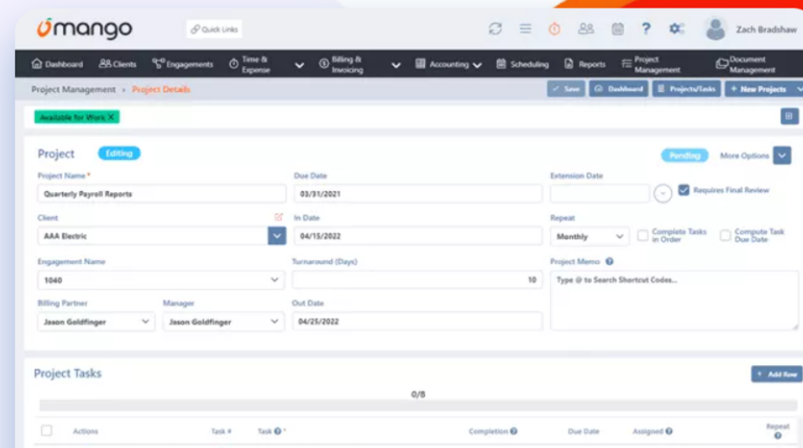 mango
Quick Links
Zach Bradshaw
Dashboard
Clients
Engagements
Time & Expense
Billing & Invoicing
Accounting
Scheduling
Reports
Project Management
Document Management
Project Management › Project Details
Save
Dashboard
Projects/Tasks
+ New Projects
Available for Work X
Project
Editing
Pending
More Options
Project Name *
Due Date
Extension Date
Quarterly Payroll Reports
03/31/2021
Requires Final Review
Client
In Date
Repeat
AAA Electric
04/15/2022
Monthly
Complete Tasks in Order
Compute Task Due Date
Engagement Name
Turnaround (Days)
Project Memo ?
1040
10
Type @ to Search Shortcut Codes...
Billing Partner
Manager
Out Date
Jason Goldfinger
Jason Goldfinger
04/25/2022
Project Tasks
+ Add Row
0/8
Actions
Task #
Task ? *
Completion ?
Due Date
Assigned ?
Repeat ?